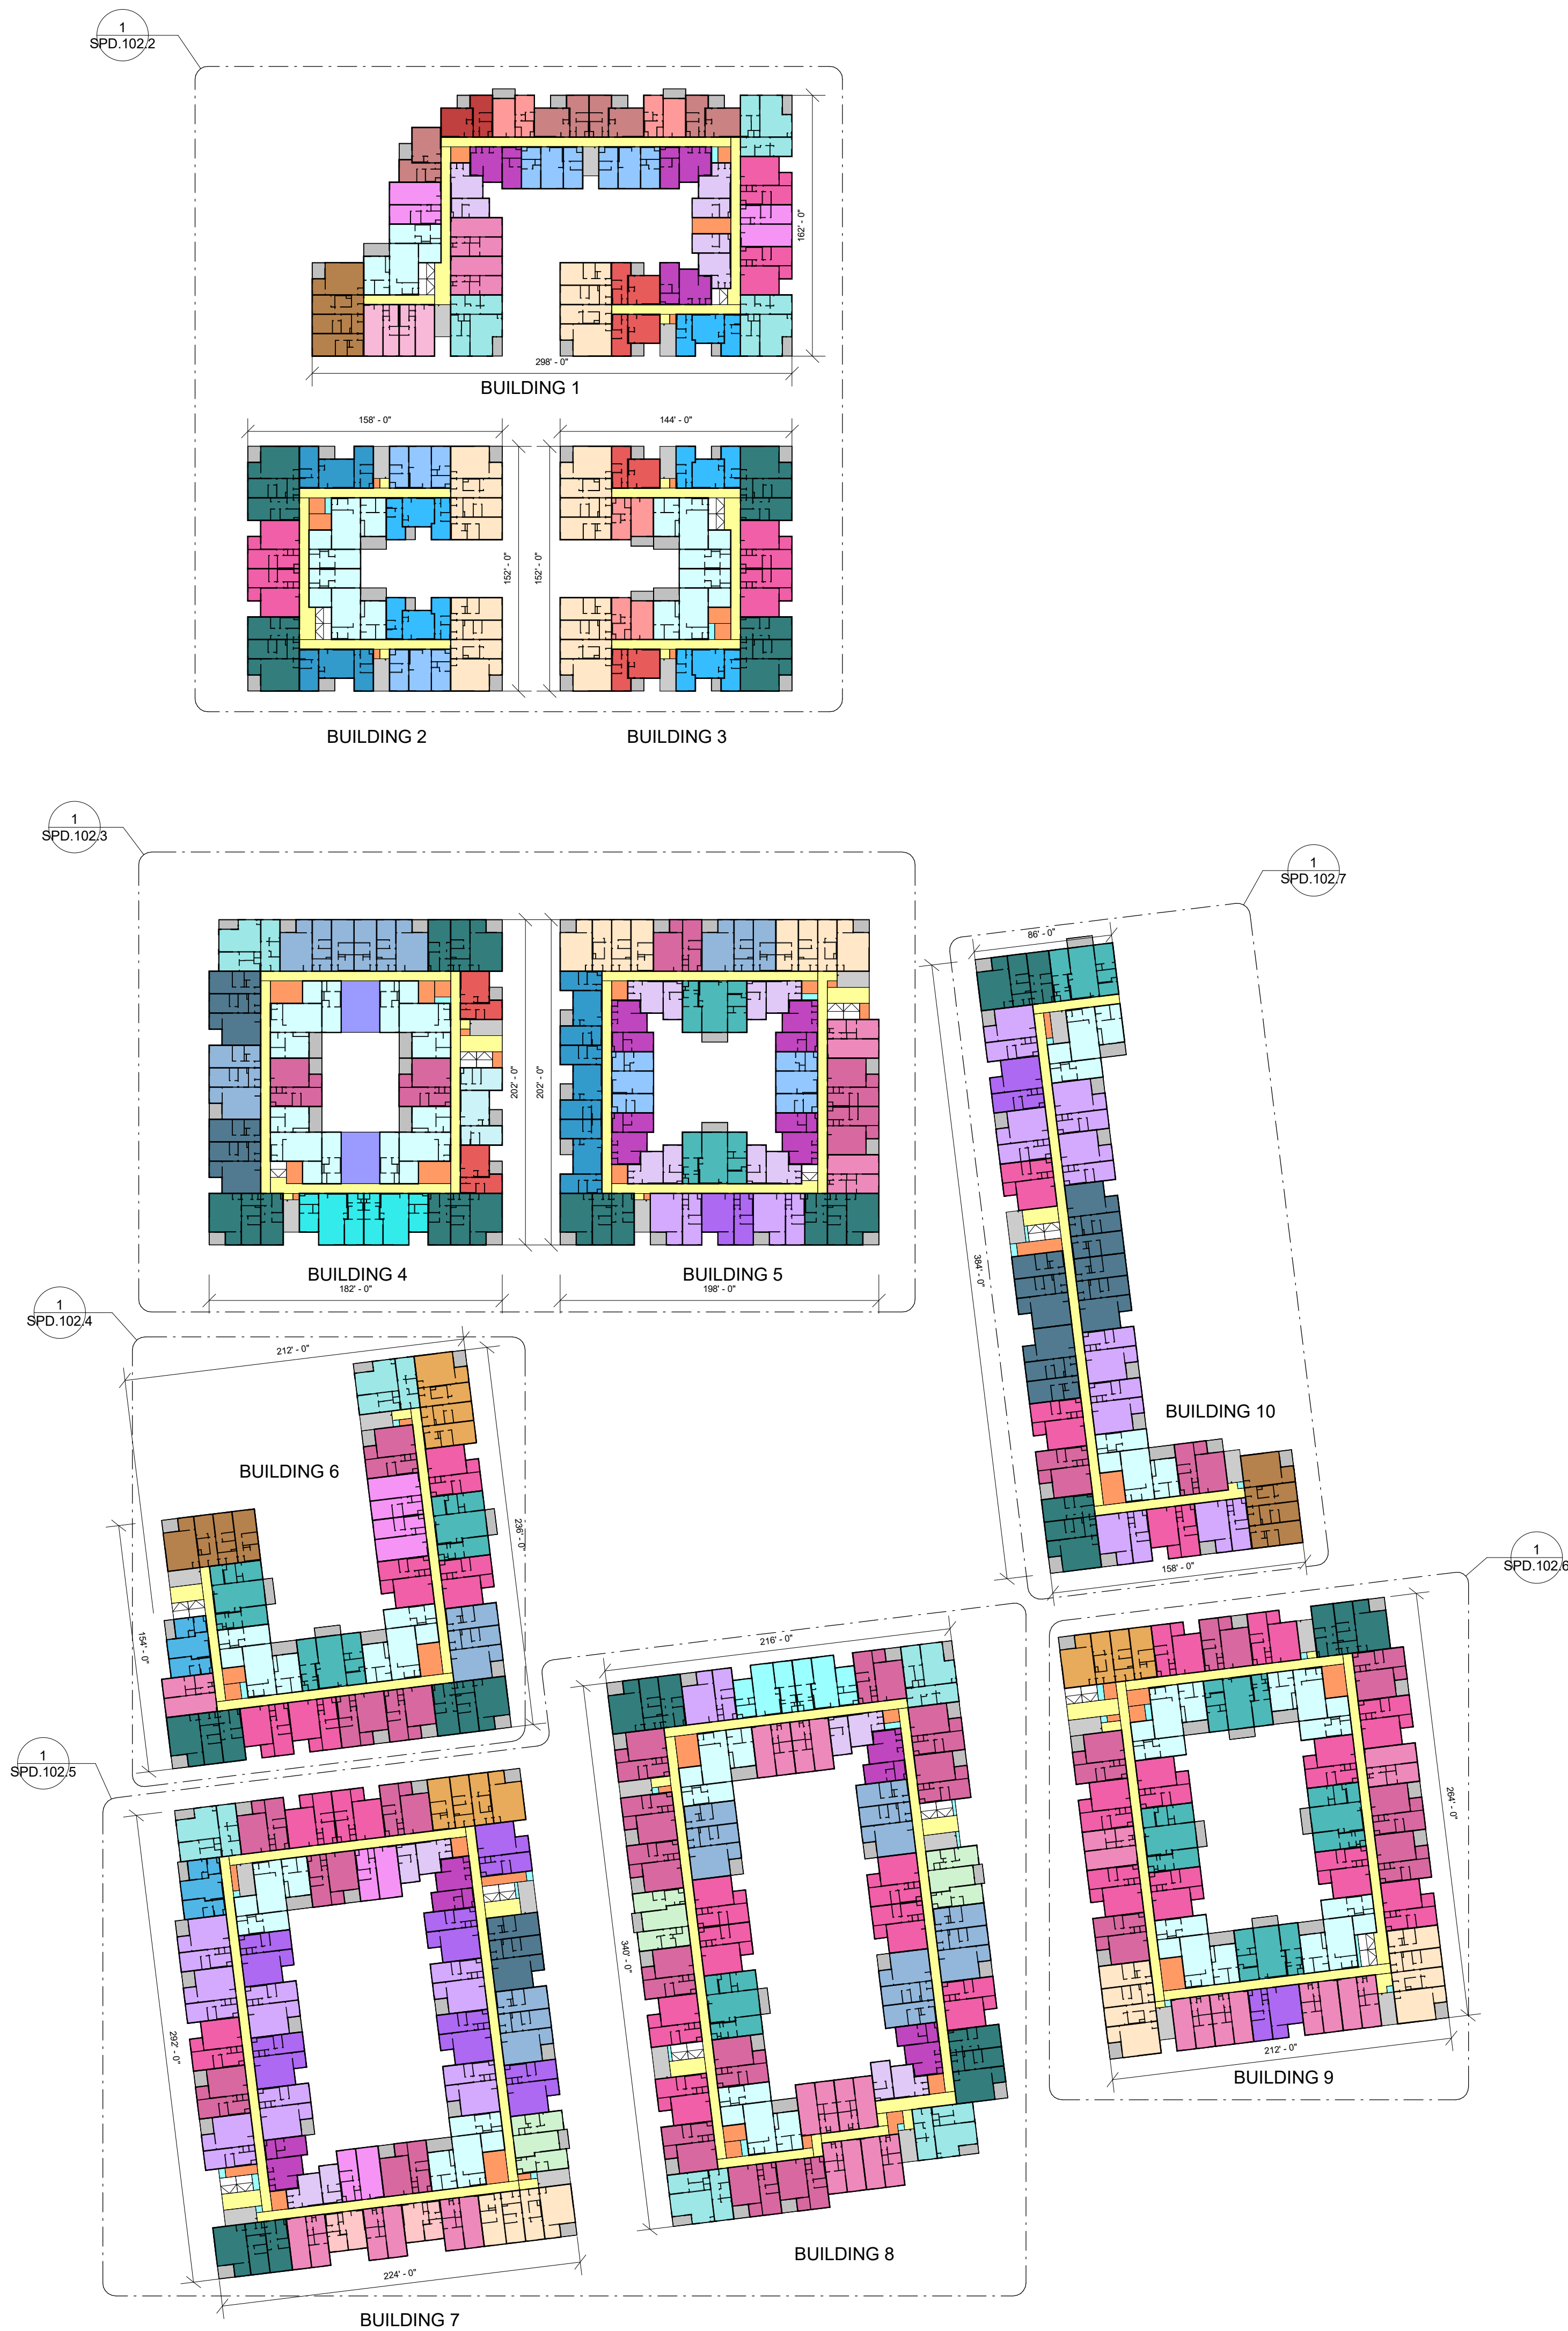 1
SPD.102.2
162' - 0"
298' - 0"
BUILDING 1
158' - 0"
144' - 0"
152' - 0"
152' - 0"
BUILDING 2
BUILDING 3
1
SPD.102.3
1
SPD.102.7
86' - 0"
202' - 0"
202' - 0"
384' - 0"
BUILDING 4
BUILDING 5
182' - 0"
198' - 0"
1
SPD.102.4
212' - 0"
BUILDING 10
BUILDING 6
236' - 0"
154' - 0"
158' - 0"
1
SPD.102.6
216' - 0"
1
SPD.102.5
264' - 0"
340' - 0"
292' - 0"
212' - 0"
BUILDING 9
BUILDING 8
224' - 0"
BUILDING 7